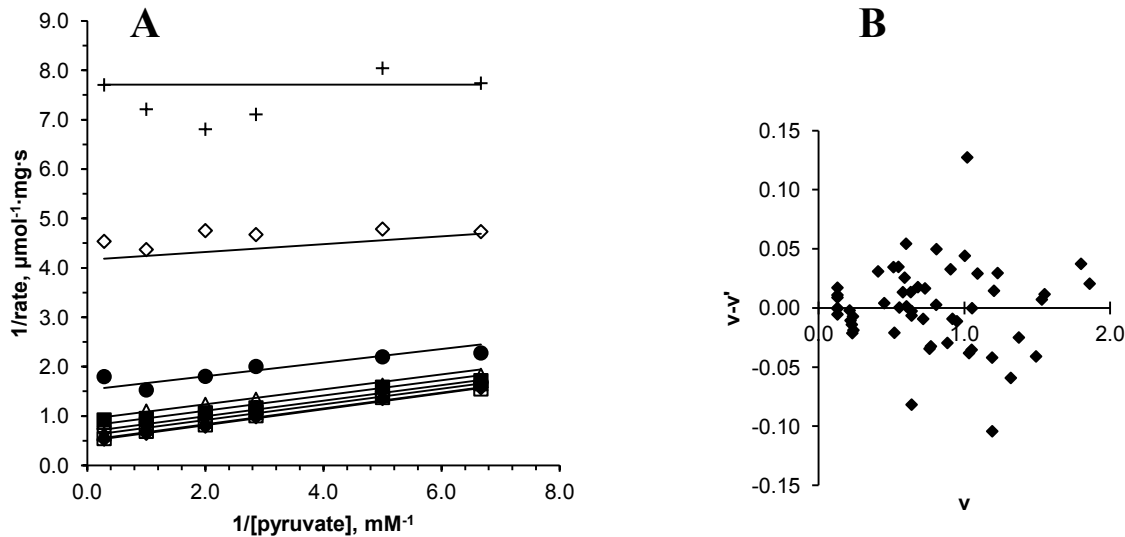 A
9.0
8.0
7.0
6.0
5.0
4.0
3.0
2.0
1.0
0.0
0.0 2.0 4.0 6.0 8.0
1/rate, µmol⁻¹·mg·s
1/[pyruvate], mM⁻¹
B
0.15
0.10
0.05
0.00
-0.05
-0.10
-0.15
0.0 1.0 2.0
v-v'
v